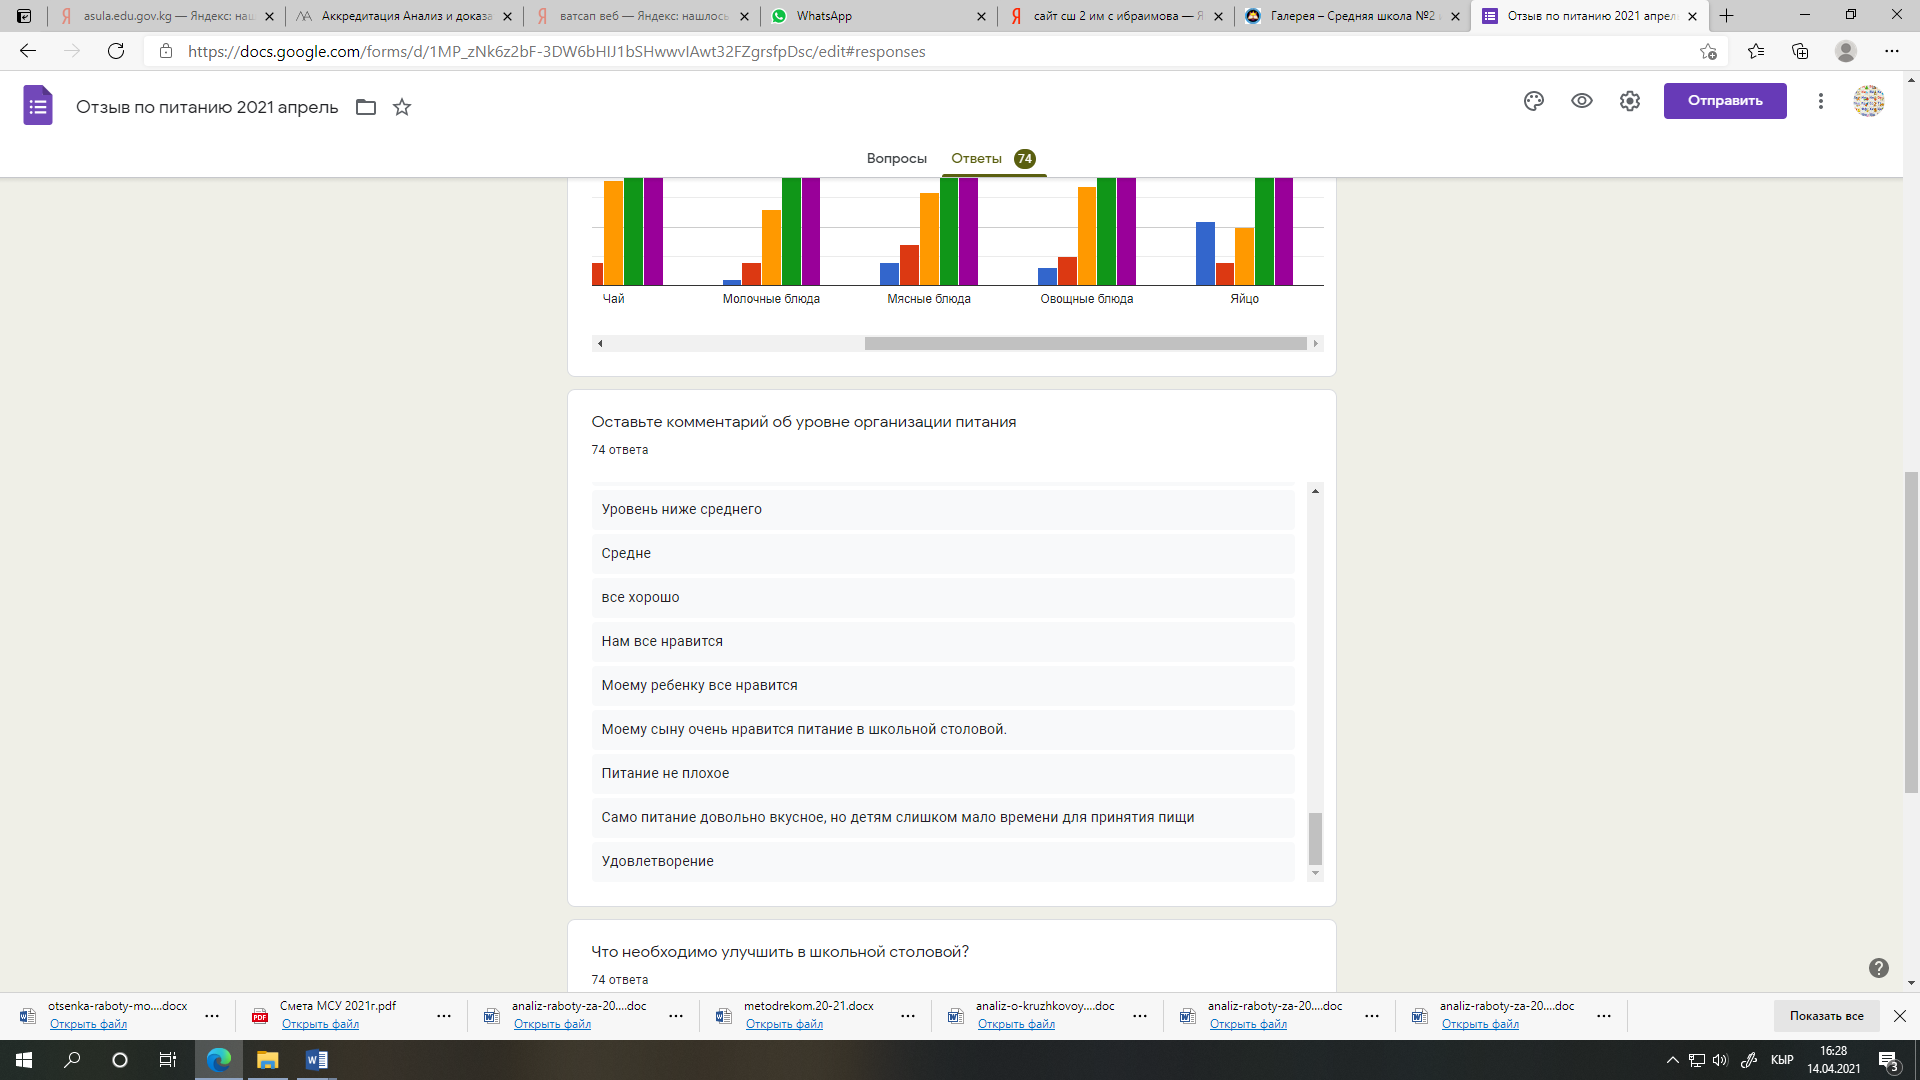 asula.edu.gov.kg — Яндекс: наш
Аккредитация Анализ и доказа
ватсап веб — Яндекс: нашлось
WhatsApp
сайт сш 2 им с ибраимова — Я
Галерея – Средняя школа №2
Отзыв по питанию 2021 апрел
https://docs.google.com/forms/d/1MP_zNk6z2bF-3DW6bHIJ1bSHwwvIAwt32FZgrsfpDsc/edit#responses
Отзыв по питанию 2021 апрель
Отправить
Вопросы
Ответы 74
Чай
Молочные блюда
Мясные блюда
Овощные блюда
Яйцо
Оставьте комментарий об уровне организации питания
74 ответа
Уровень ниже среднего
Средне
все хорошо
Нам все нравится
Моему ребенку все нравится
Моему сыну очень нравится питание в школьной столовой.
Питание не плохое
Само питание довольно вкусное, но детям слишком мало времени для принятия пищи
Удовлетворение
Что необходимо улучшить в школьной столовой?
74 ответа
otsenka-raboty-mo....docx
Открыть файл
Смета МСУ 2021г.pdf
Открыть файл
analiz-raboty-za-20....doc
Открыть файл
metodrekom.20-21.docx
Открыть файл
analiz-o-kruzhkovoy....doc
Открыть файл
analiz-raboty-za-20....doc
Открыть файл
analiz-raboty-za-20....doc
Открыть файл
Показать все
КЫР
16:28
14.04.2021
3